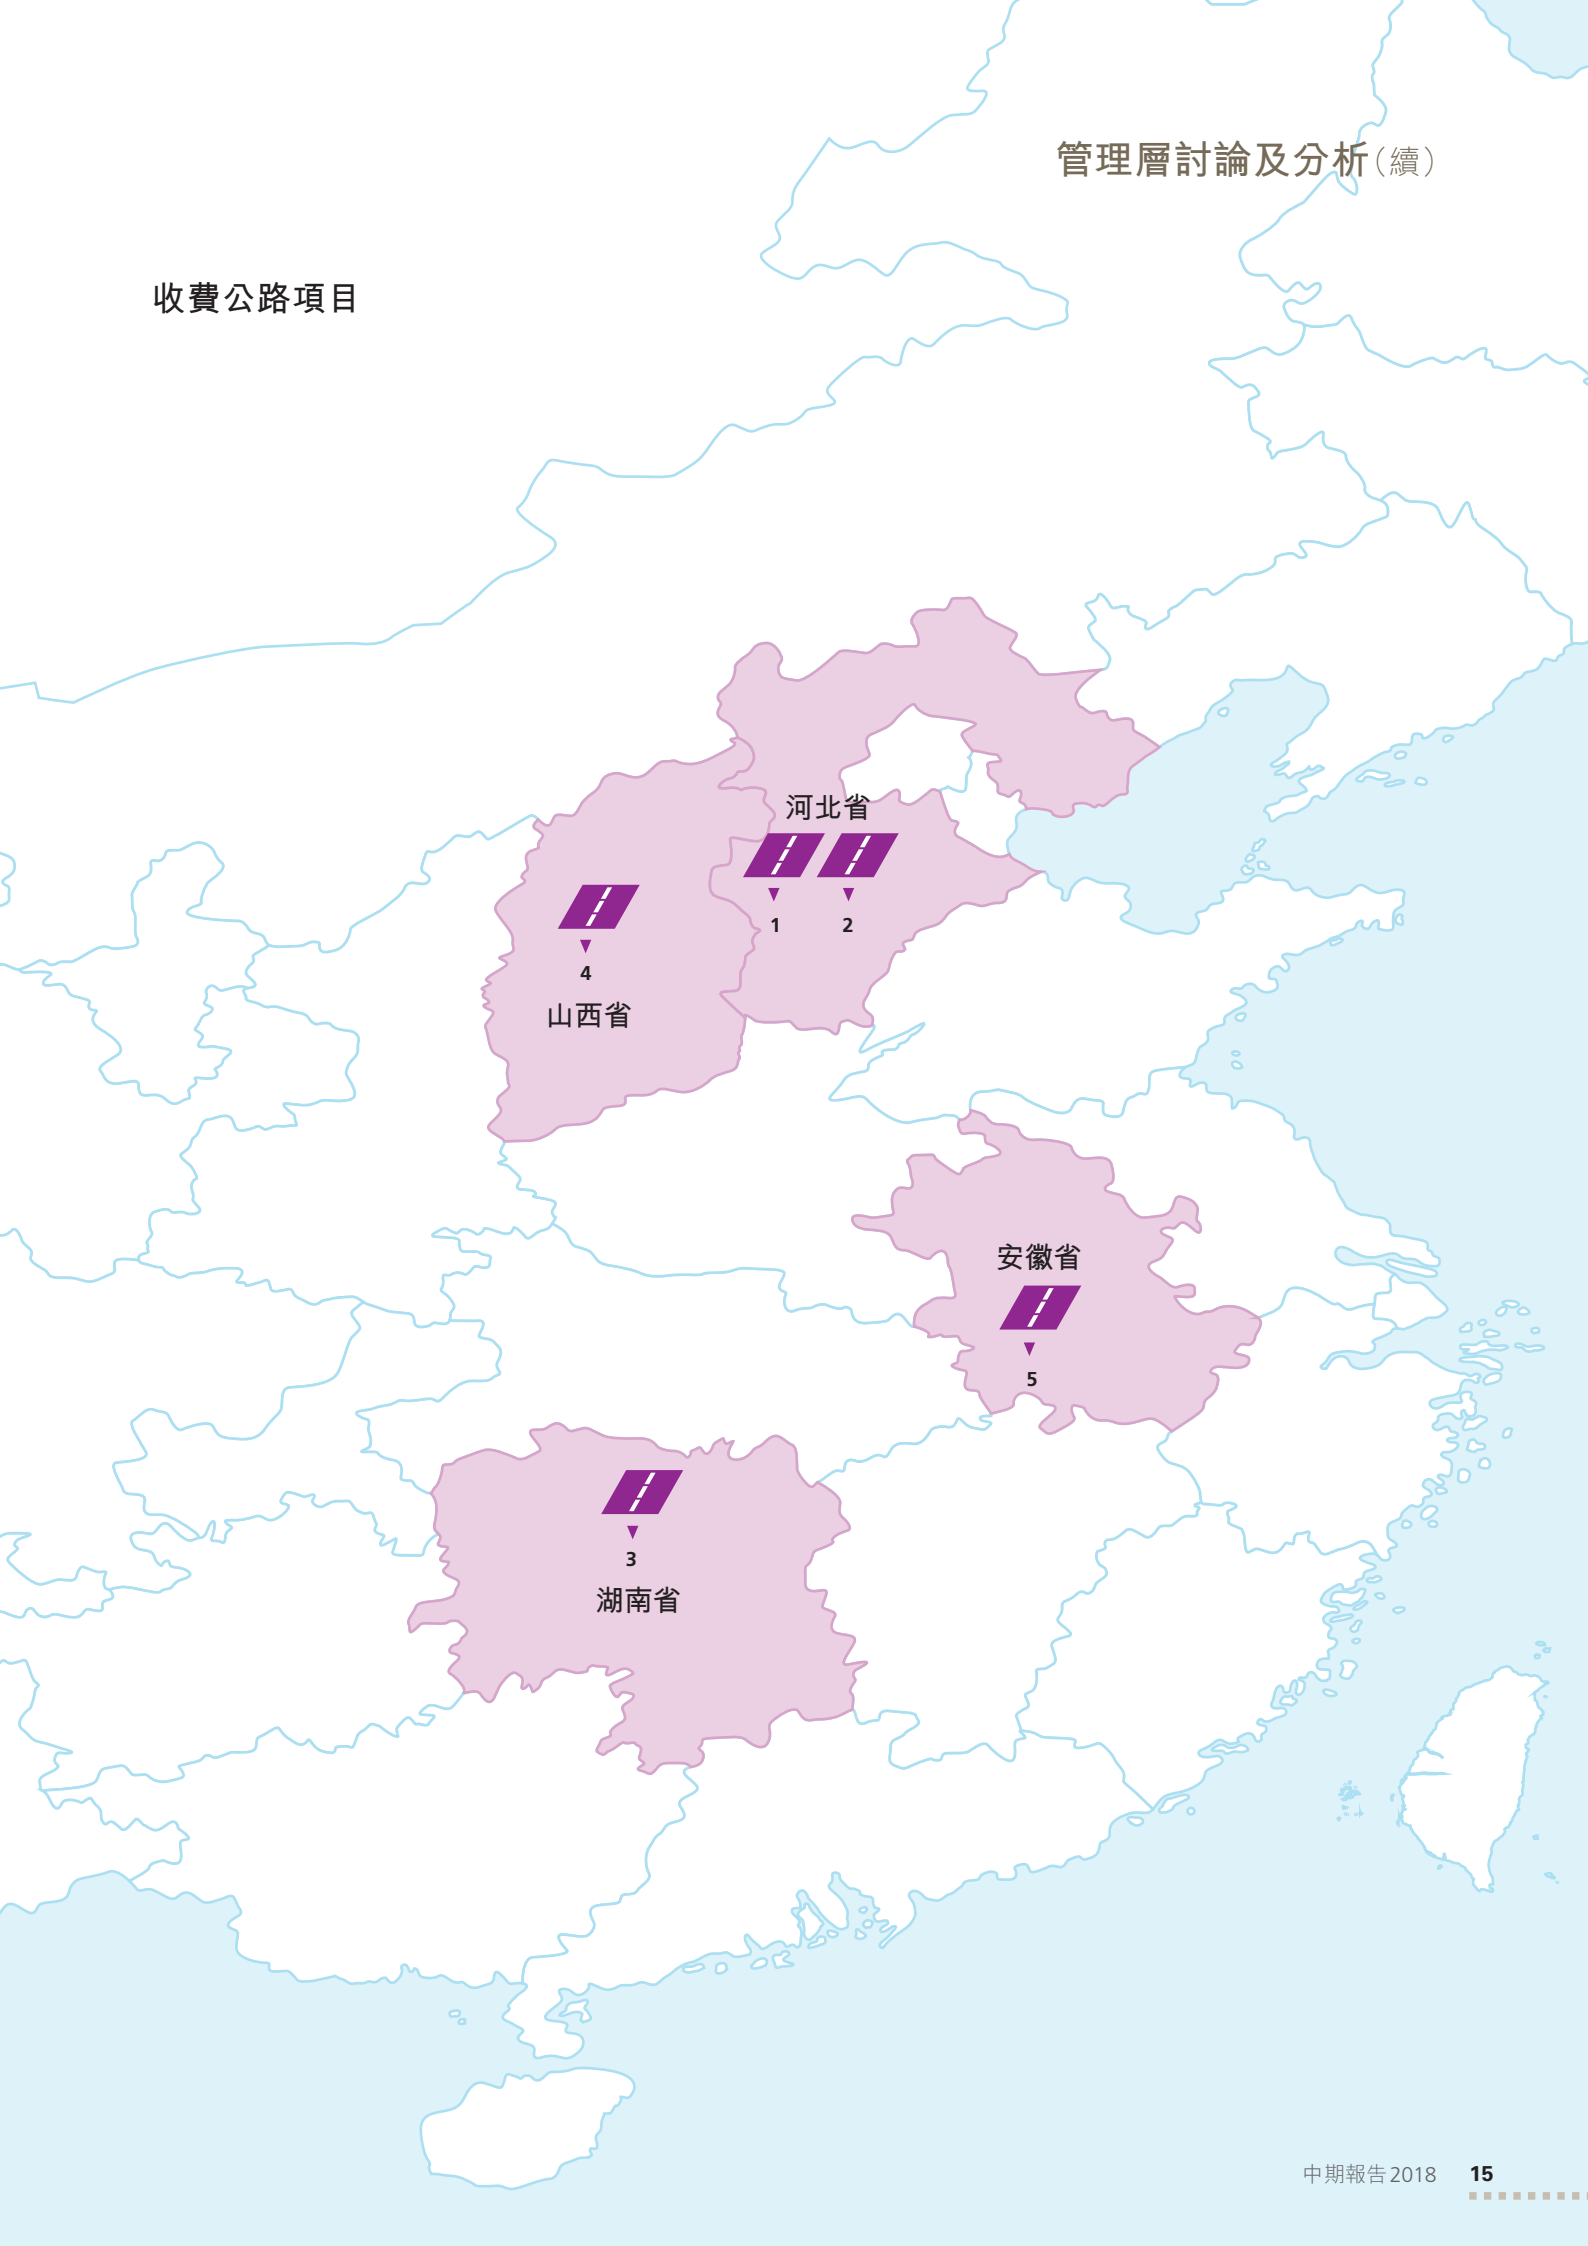 管理層討論及分析(續)
收費公路項目
河北省
1 2
4
山西省
安徽省
5
3
湖南省
中期報告2018 15